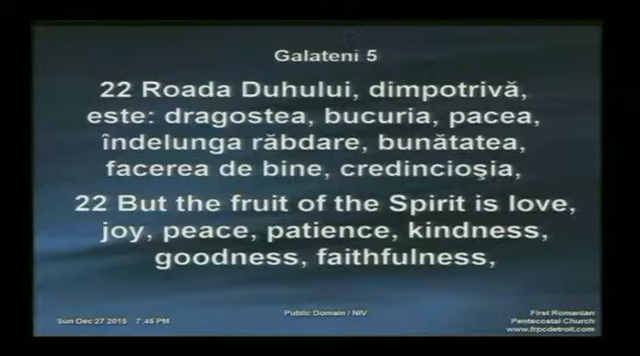 Galateni 5
22 Roada Duhului, dimpotrivă,
este: dragostea, bucuria, pacea,
îndelunga răbdare, bunătatea,
facerea de bine, credincioşia,
22 But the fruit of the Spirit is love,
joy, peace, patience, kindness,
goodness, faithfulness,
Public Domain / NIV
Sun Dec 27 2015 7:45 PM
First Romanian
Pentecostal Church
www.frpcdetroit.com